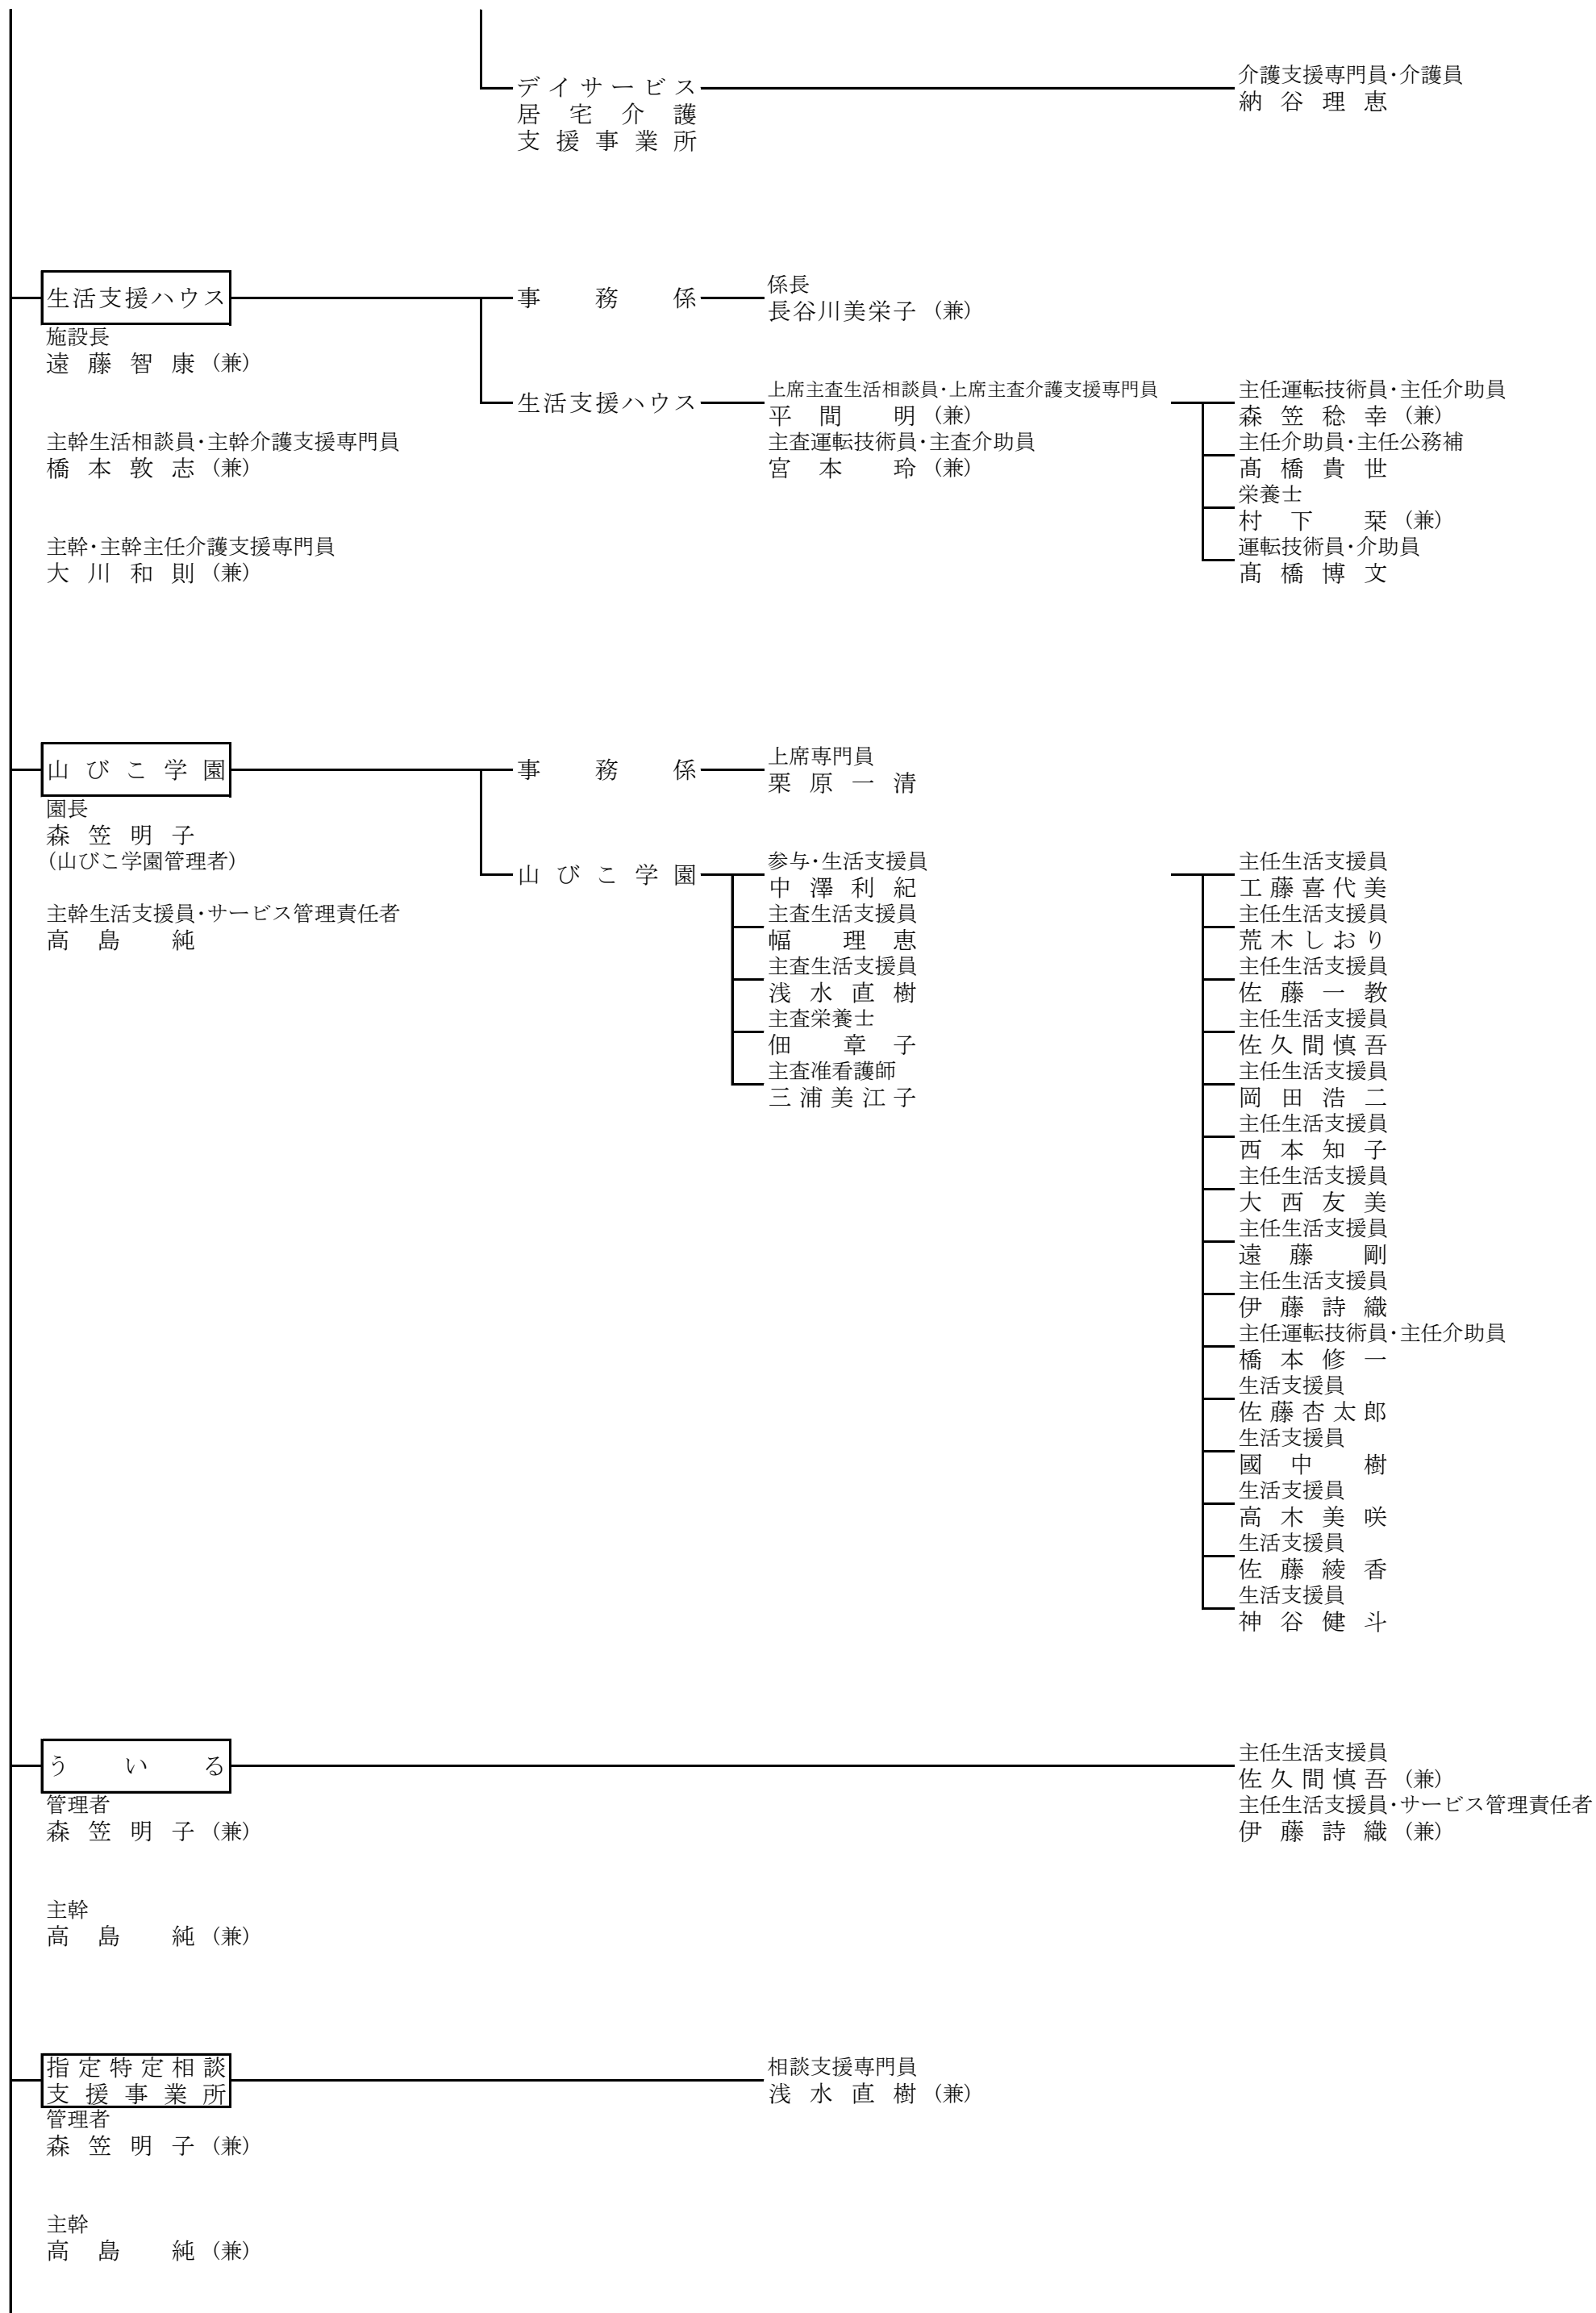 デイサービス
居宅介護
支援事業所
介護支援専門員・介護員
納谷理恵
生活支援ハウス
施設長
遠藤智康（兼）
主幹生活相談員・主幹介護支援専門員
橋本敦志（兼）
主幹・主幹主任介護支援専門員
大川和則（兼）
事務係
係長
長谷川美栄子（兼）
生活支援ハウス
上席主査生活相談員・上席主査介護支援専門員
平間明（兼）
主査運転技術員・主査介助員
宮本玲（兼）
主任運転技術員・主任介助員
森笠稔幸（兼）
主任介助員・主任公務補
髙橋貴世
栄養士
村下栞（兼）
運転技術員・介助員
髙橋博文
山びこ学園
園長
森笠明子
（山びこ学園管理者）
主幹生活支援員・サービス管理責任者
高島純
事務係
上席専門員
栗原一清
山びこ学園
参与・生活支援員
中澤利紀
主査生活支援員
幅理恵
主査生活支援員
浅水直樹
主査栄養士
佃章子
主査准看護師
三浦美江子
主任生活支援員
工藤喜代美
主任生活支援員
荒木しおり
主任生活支援員
佐藤一教
主任生活支援員
佐久間慎吾
主任生活支援員
岡田浩二
主任生活支援員
西本知子
主任生活支援員
大西友美
主任生活支援員
遠藤剛
主任生活支援員
伊藤詩織
主任運転技術員・主任介助員
橋本修一
生活支援員
佐藤杏太郎
生活支援員
國中樹
生活支援員
高木美咲
生活支援員
佐藤綾香
生活支援員
神谷健斗
ういる
管理者
森笠明子（兼）
主幹
高島純（兼）
主任生活支援員
佐久間慎吾（兼）
主任生活支援員・サービス管理責任者
伊藤詩織（兼）
指定特定相談
支援事業所
管理者
森笠明子（兼）
主幹
高島純（兼）
相談支援専門員
浅水直樹（兼）